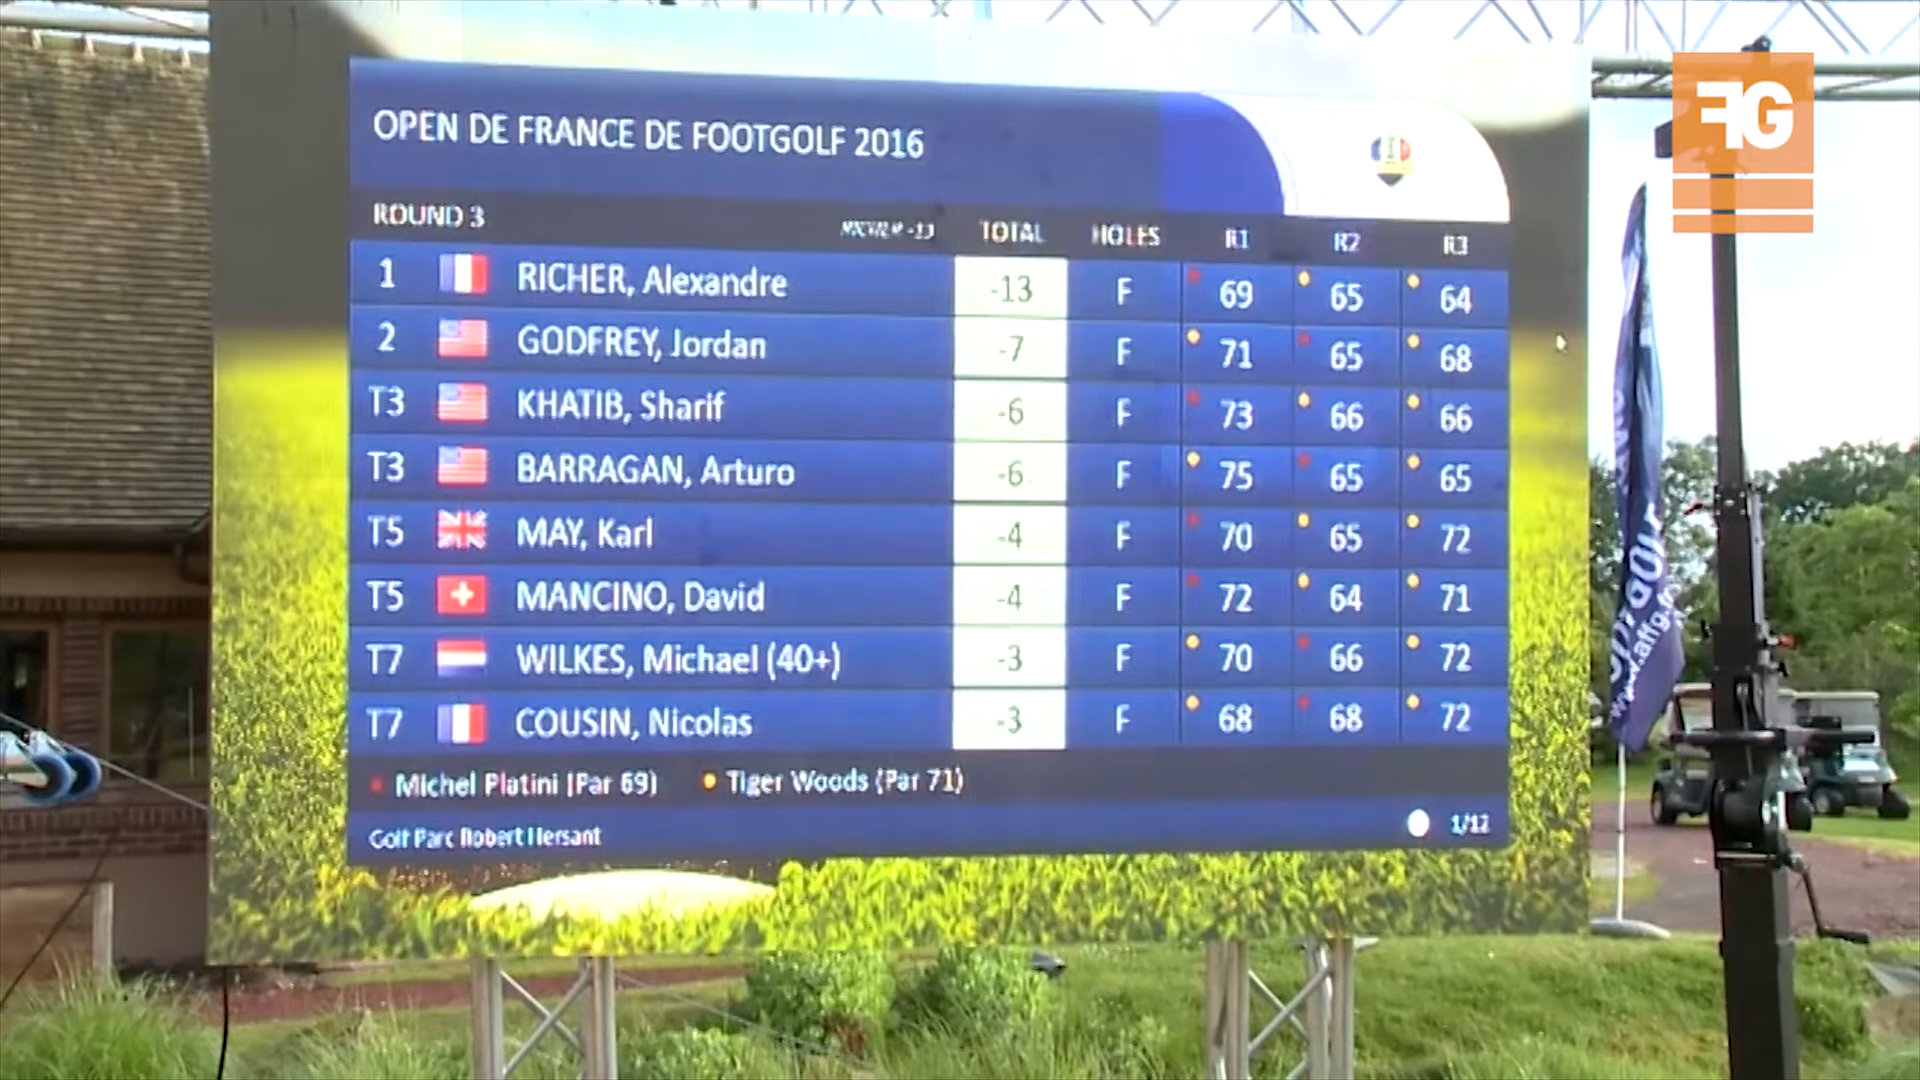 FG
OPEN DE FRANCE DE FOOTGOLF 2016
ROUND 3 RICHER -13 TOTAL HOLES R1 R2 R3
1 RICHER, Alexandre -13 F 69 65 64
2 GODFREY, Jordan -7 F 71 65 68
T3 KHATIB, Sharif -6 F 73 66 66
T3 BARRAGAN, Arturo -6 F 75 65 65
T5 MAY, Karl -4 F 70 65 72
T5 MANCINO, David -4 F 72 64 71
T7 WILKES, Michael (40+) -3 F 70 66 72
T7 COUSIN, Nicolas -3 F 68 68 72
Michel Platini (Par 69) Tiger Woods (Par 71)
Golf Parc Robert Hersant 1/12